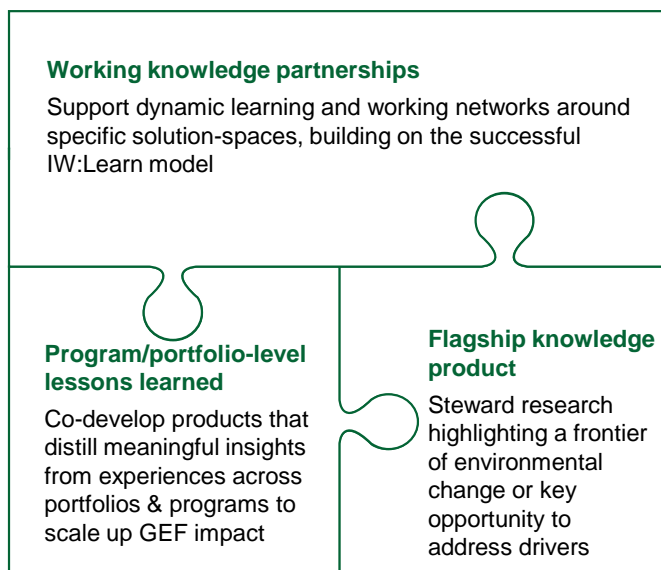 Working knowledge partnerships
Support dynamic learning and working networks around
specific solution-spaces, building on the successful
IW:Learn model
Program/portfolio-level
lessons learned
Co-develop products that
distill meaningful insights
from experiences across
portfolios & programs to
scale up GEF impact
Flagship knowledge
product
Steward research
highlighting a frontier
of environmental
change or key
opportunity to
address drivers